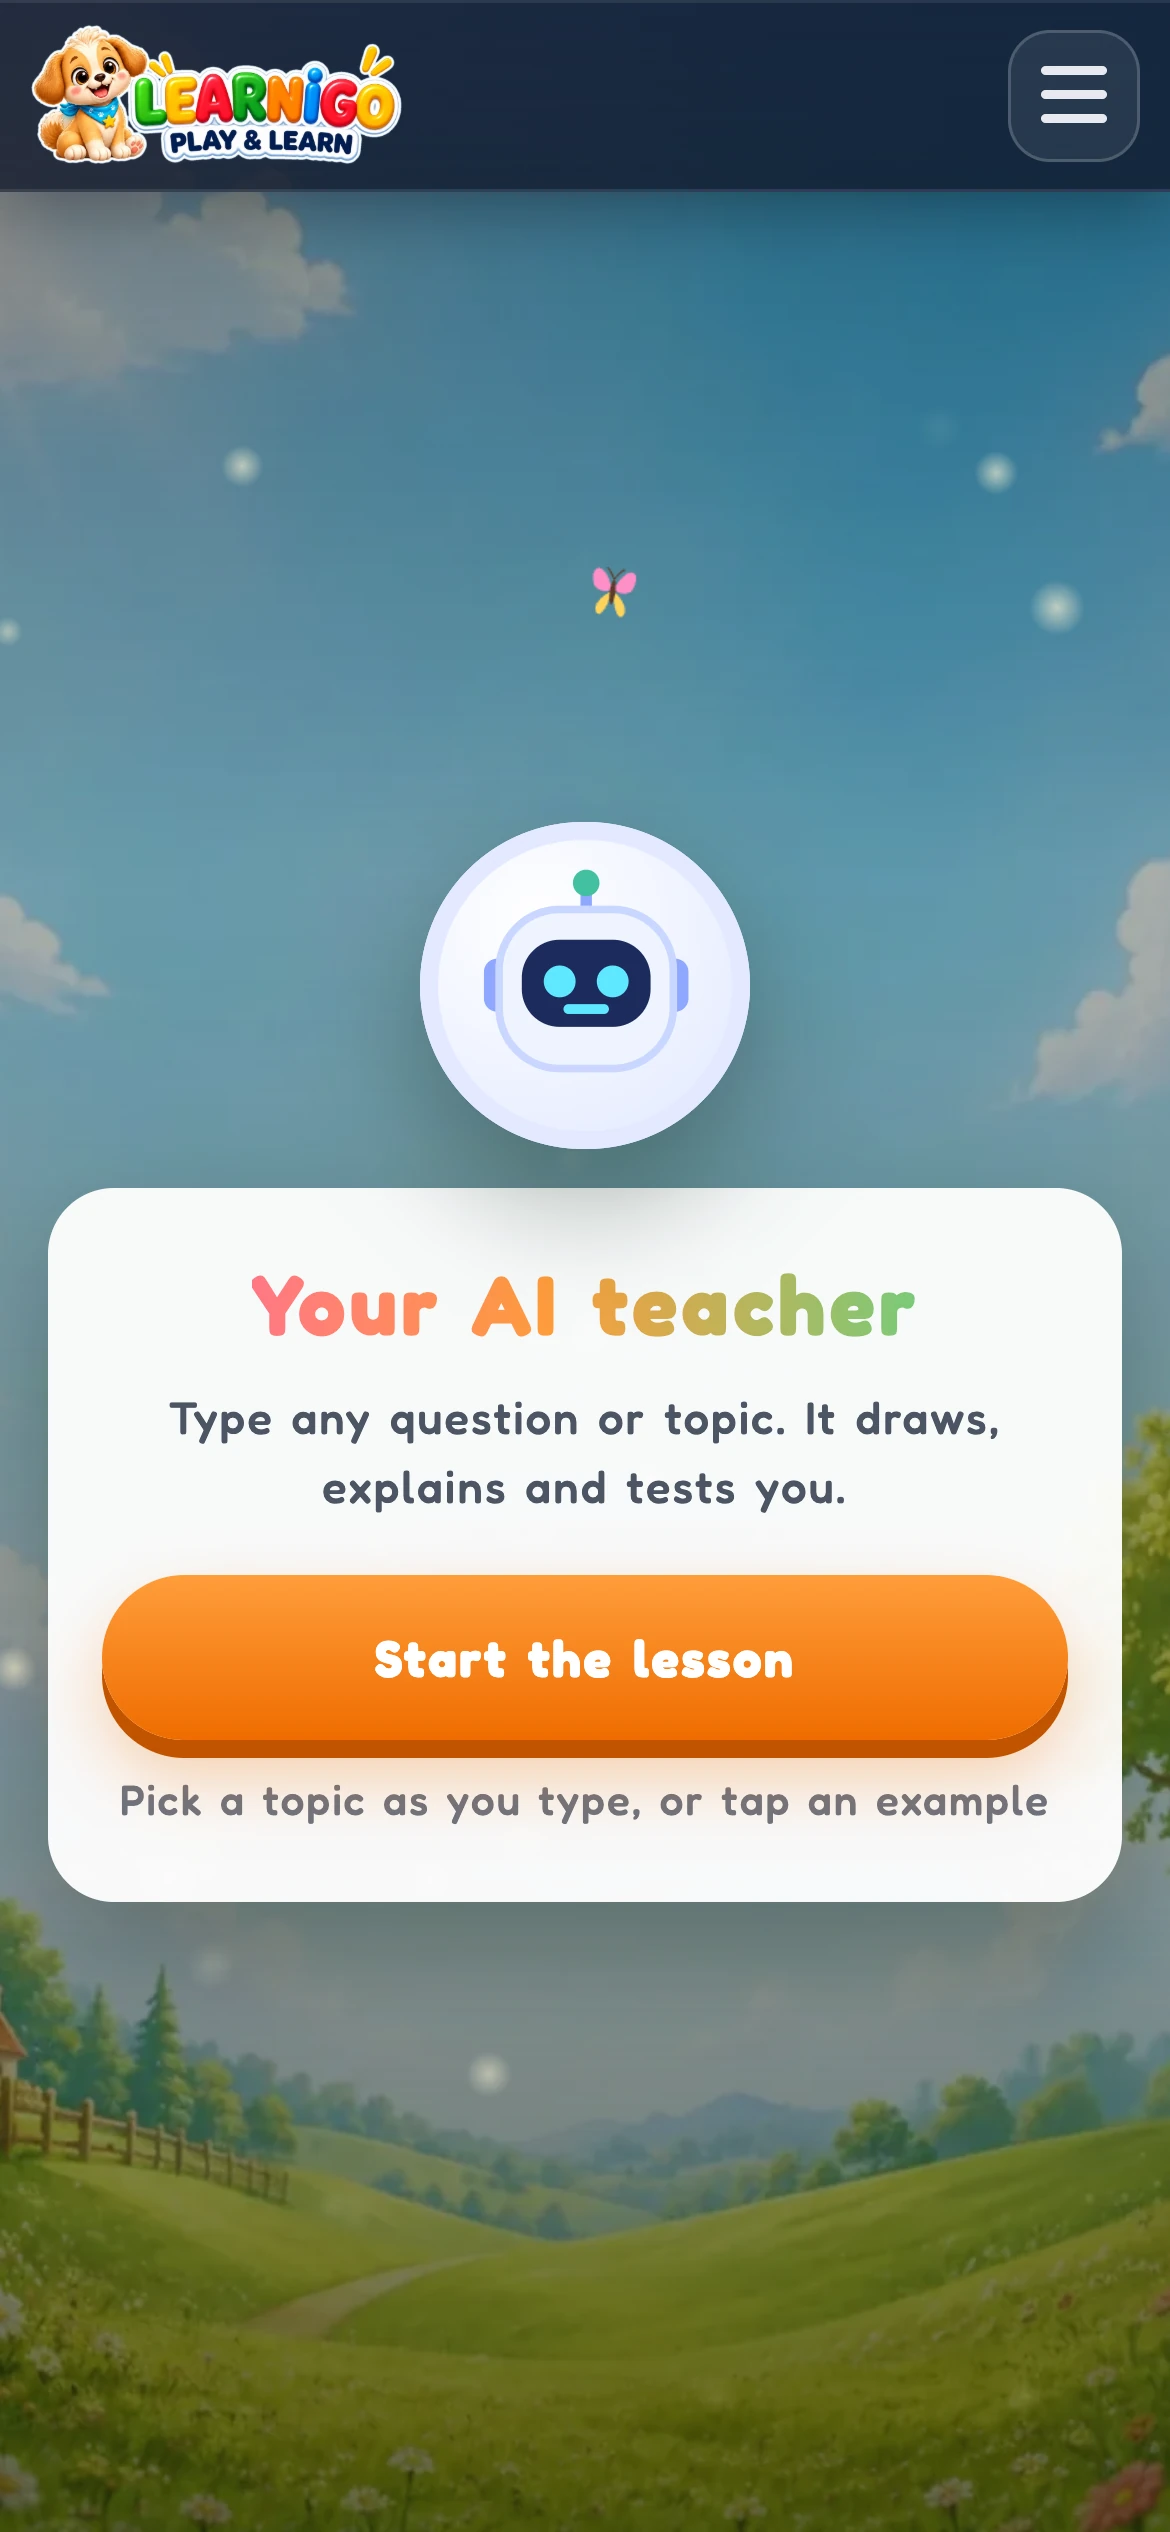 LEARNiGO
PLAY & LEARN
Your AI teacher
Type any question or topic. It draws,
explains and tests you.
Start the lesson
Pick a topic as you type, or tap an example